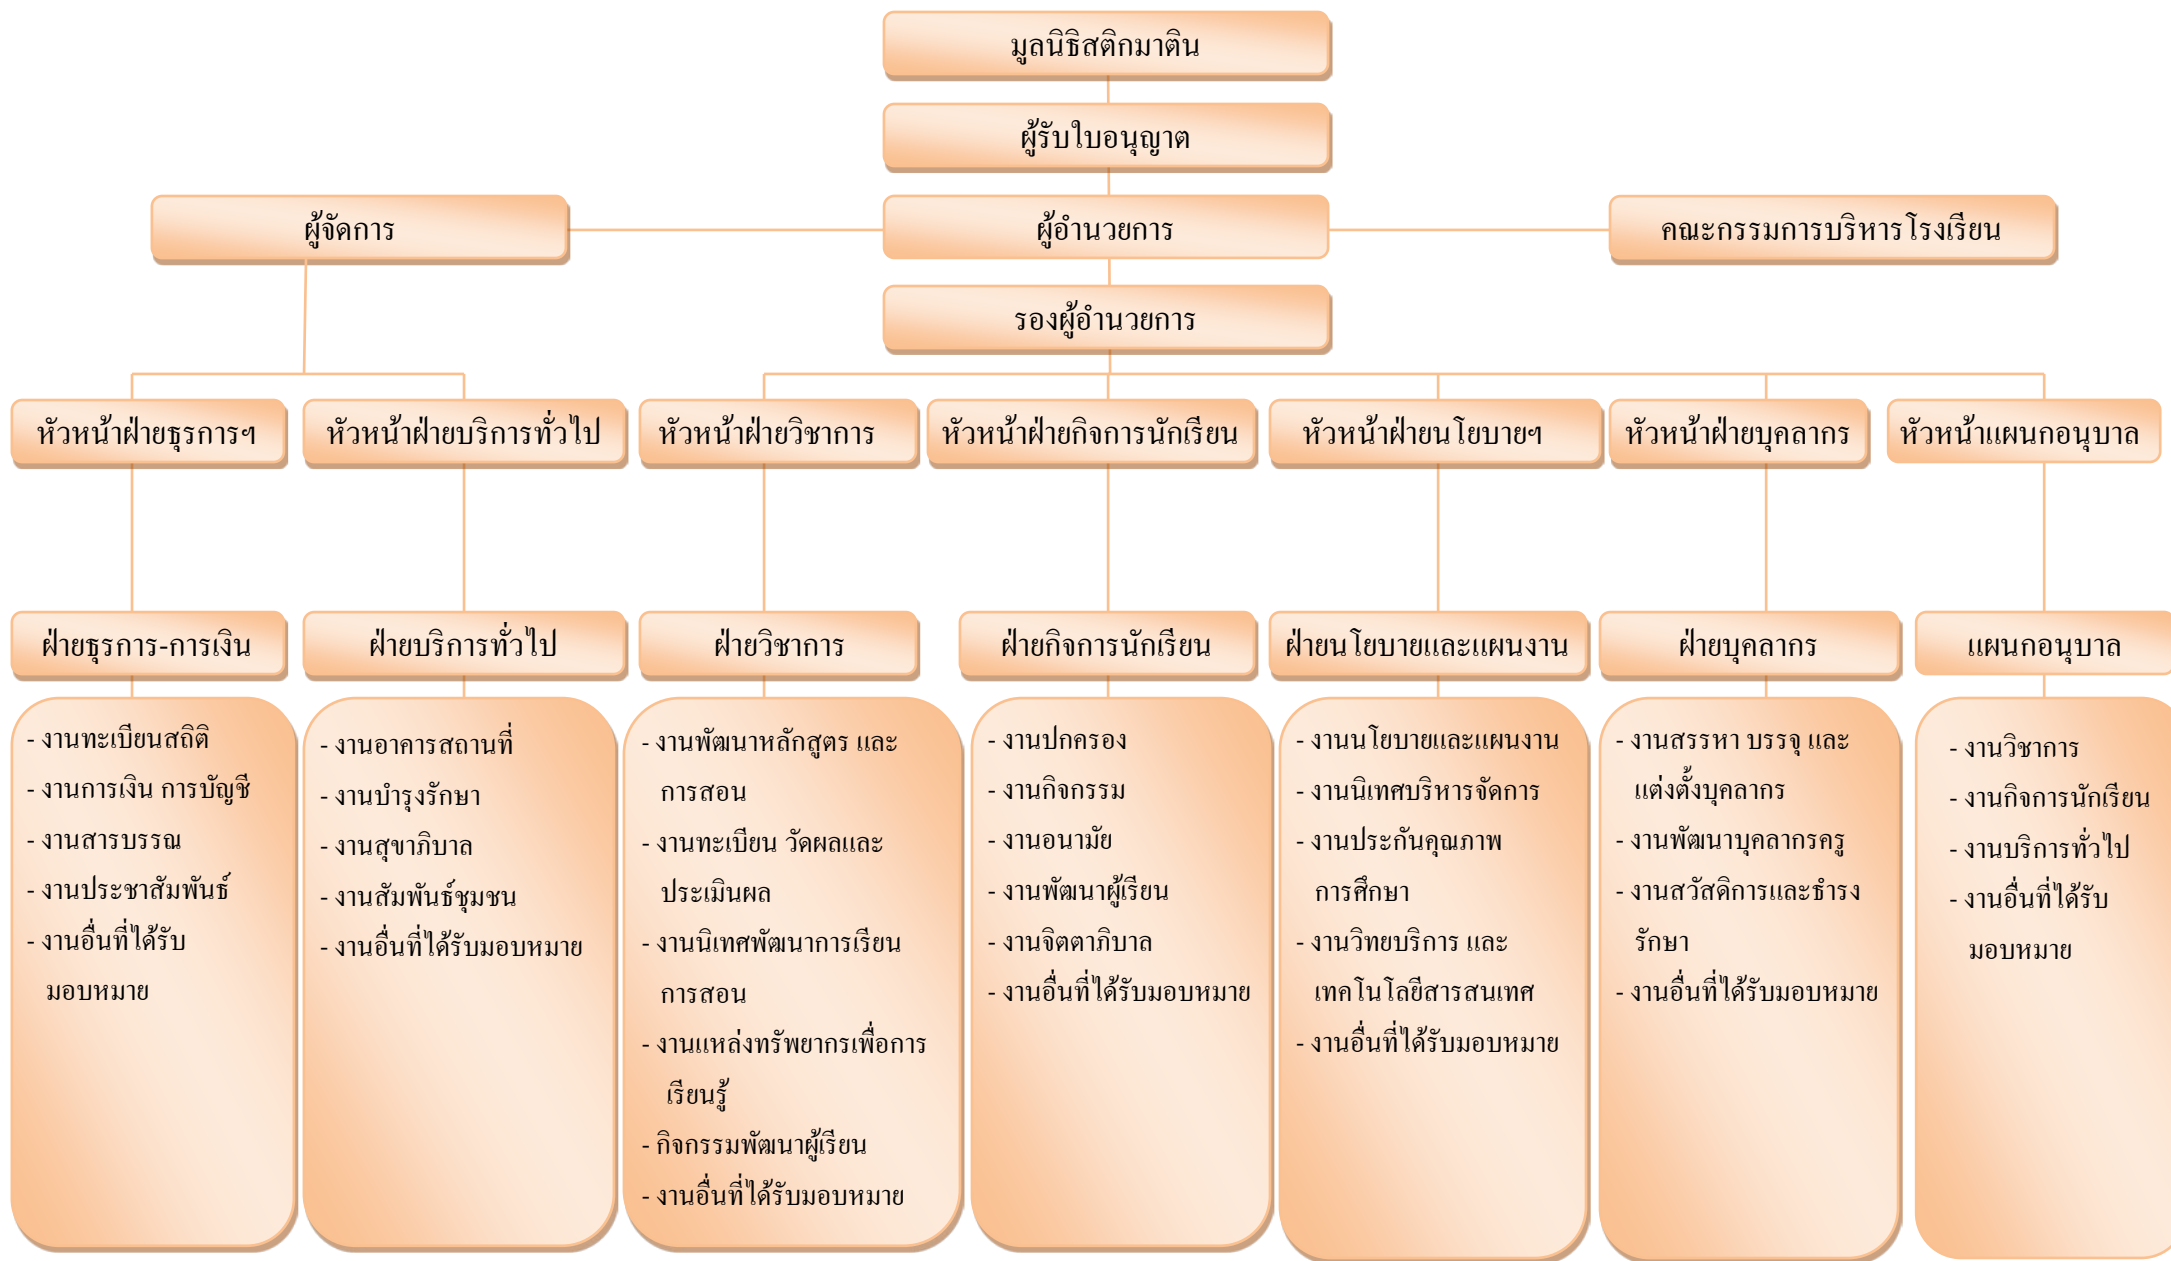 มูลนิธิสติกมาติน
ผู้รับใบอนุญาต
ผู้จัดการ
ผู้อำนวยการ
คณะกรรมการบริหารโรงเรียน
รองผู้อำนวยการ
หัวหน้าฝ่ายธุรการฯ
หัวหน้าฝ่ายบริการทั่วไป
หัวหน้าฝ่ายวิชาการ
หัวหน้าฝ่ายกิจการนักเรียน
หัวหน้าฝ่ายนโยบายฯ
หัวหน้าฝ่ายบุคลากร
หัวหน้าแผนกอนุบาล
ฝ่ายธุรการ-การเงิน
ฝ่ายบริการทั่วไป
ฝ่ายวิชาการ
ฝ่ายกิจการนักเรียน
ฝ่ายนโยบายและแผนงาน
ฝ่ายบุคลากร
แผนกอนุบาล
- งานทะเบียนสถิติ
- งานการเงิน การบัญชี
- งานสารบรรณ
- งานประชาสัมพันธ์
- งานอื่นที่ได้รับ
มอบหมาย
- งานอาคารสถานที่
- งานบำรุงรักษา
- งานสุขาภิบาล
- งานสัมพันธ์ชุมชน
- งานอื่นที่ได้รับมอบหมาย
- งานพัฒนาหลักสูตร และ
การสอน
- งานทะเบียน วัดผลและ
ประเมินผล
- งานนิเทศพัฒนาการเรียน
การสอน
- งานแหล่งทรัพยากรเพื่อการ
เรียนรู้
- กิจกรรมพัฒนาผู้เรียน
- งานอื่นที่ได้รับมอบหมาย
- งานปกครอง
- งานกิจกรรม
- งานอนามัย
- งานพัฒนาผู้เรียน
- งานจิตตาภิบาล
- งานอื่นที่ได้รับมอบหมาย
- งานนโยบายและแผนงาน
- งานนิเทศบริหารจัดการ
- งานประกันคุณภาพ
การศึกษา
- งานวิทยบริการ และ
เทคโนโลยีสารสนเทศ
- งานอื่นที่ได้รับมอบหมาย
- งานสรรหา บรรจุ และ
แต่งตั้งบุคลากร
- งานพัฒนาบุคลากรครู
- งานสวัสดิการและธำรง
รักษา
- งานอื่นที่ได้รับมอบหมาย
- งานวิชาการ
- งานกิจการนักเรียน
- งานบริการทั่วไป
- งานอื่นที่ได้รับ
มอบหมาย